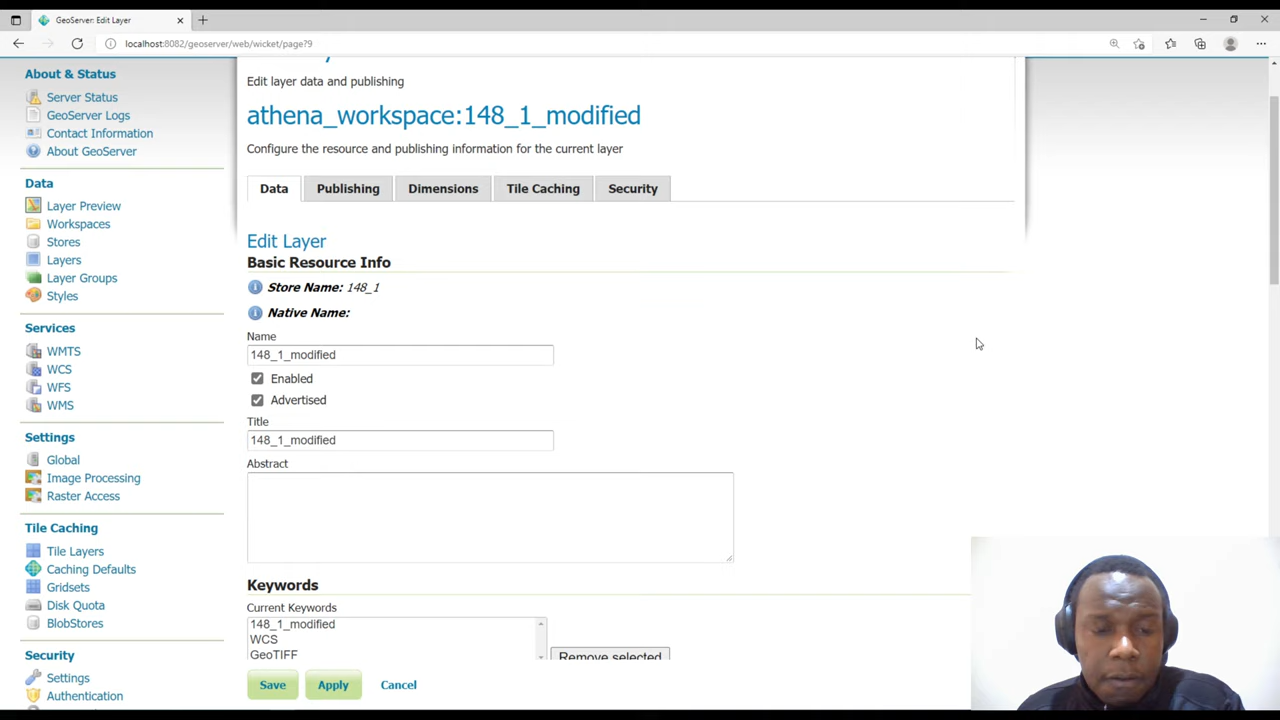 GeoServer: Edit Layer
localhost:8082/geoserver/web/wicket/page?9
About & Status
Server Status
GeoServer Logs
Contact Information
About GeoServer
Data
Layer Preview
Workspaces
Stores
Layers
Layer Groups
Styles
Services
WMTS
WCS
WFS
WMS
Settings
Global
Image Processing
Raster Access
Tile Caching
Tile Layers
Caching Defaults
Gridsets
Disk Quota
BlobStores
Security
Settings
Authentication
Edit layer data and publishing
athena_workspace:148_1_modified
Configure the resource and publishing information for the current layer
Data Publishing Dimensions Tile Caching Security
Edit Layer
Basic Resource Info
Store Name: 148_1
Native Name:
Name
148_1_modified
Enabled
Advertised
Title
148_1_modified
Abstract
Keywords
Current Keywords
148_1_modified
WCS
GeoTIFF
Remove selected
Save Apply Cancel